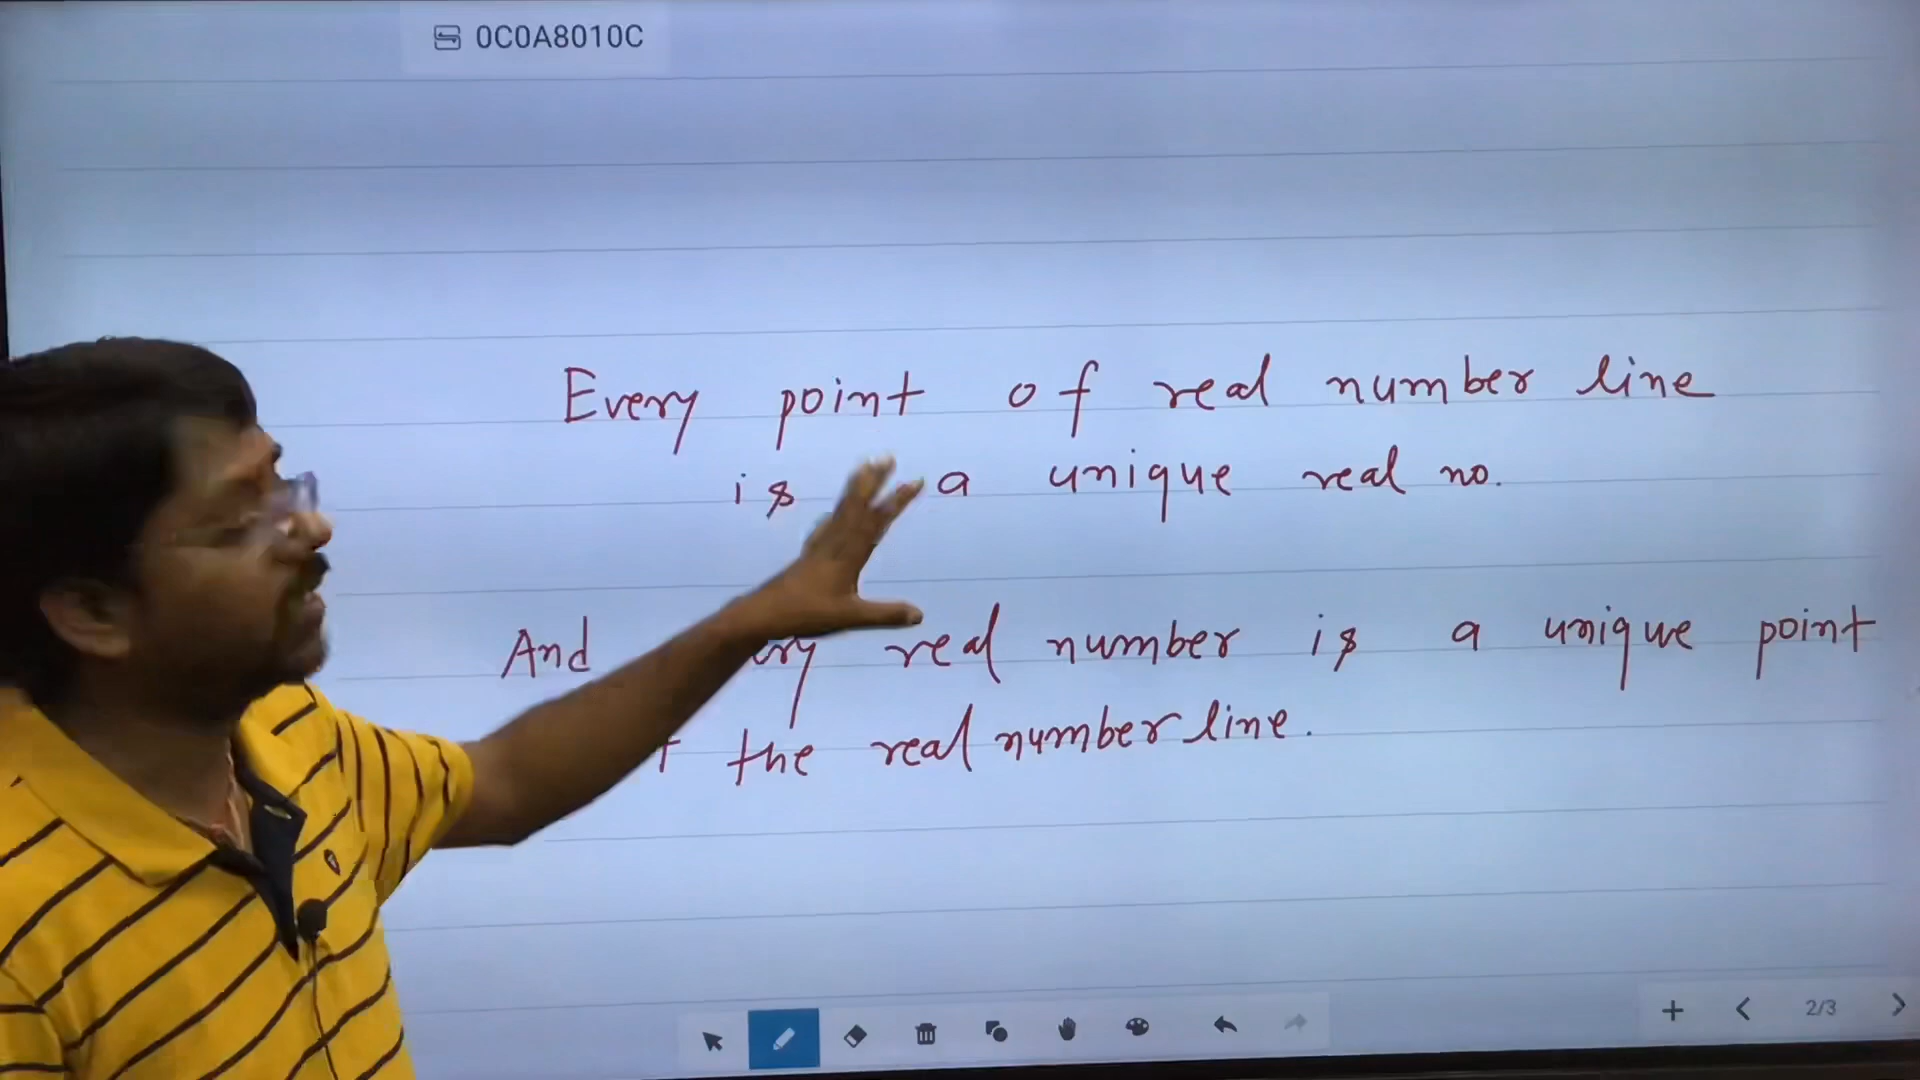 0C0A8010C
Every point of real number line
is a unique real no.
And real number is a unique point
the real number line.
2/3